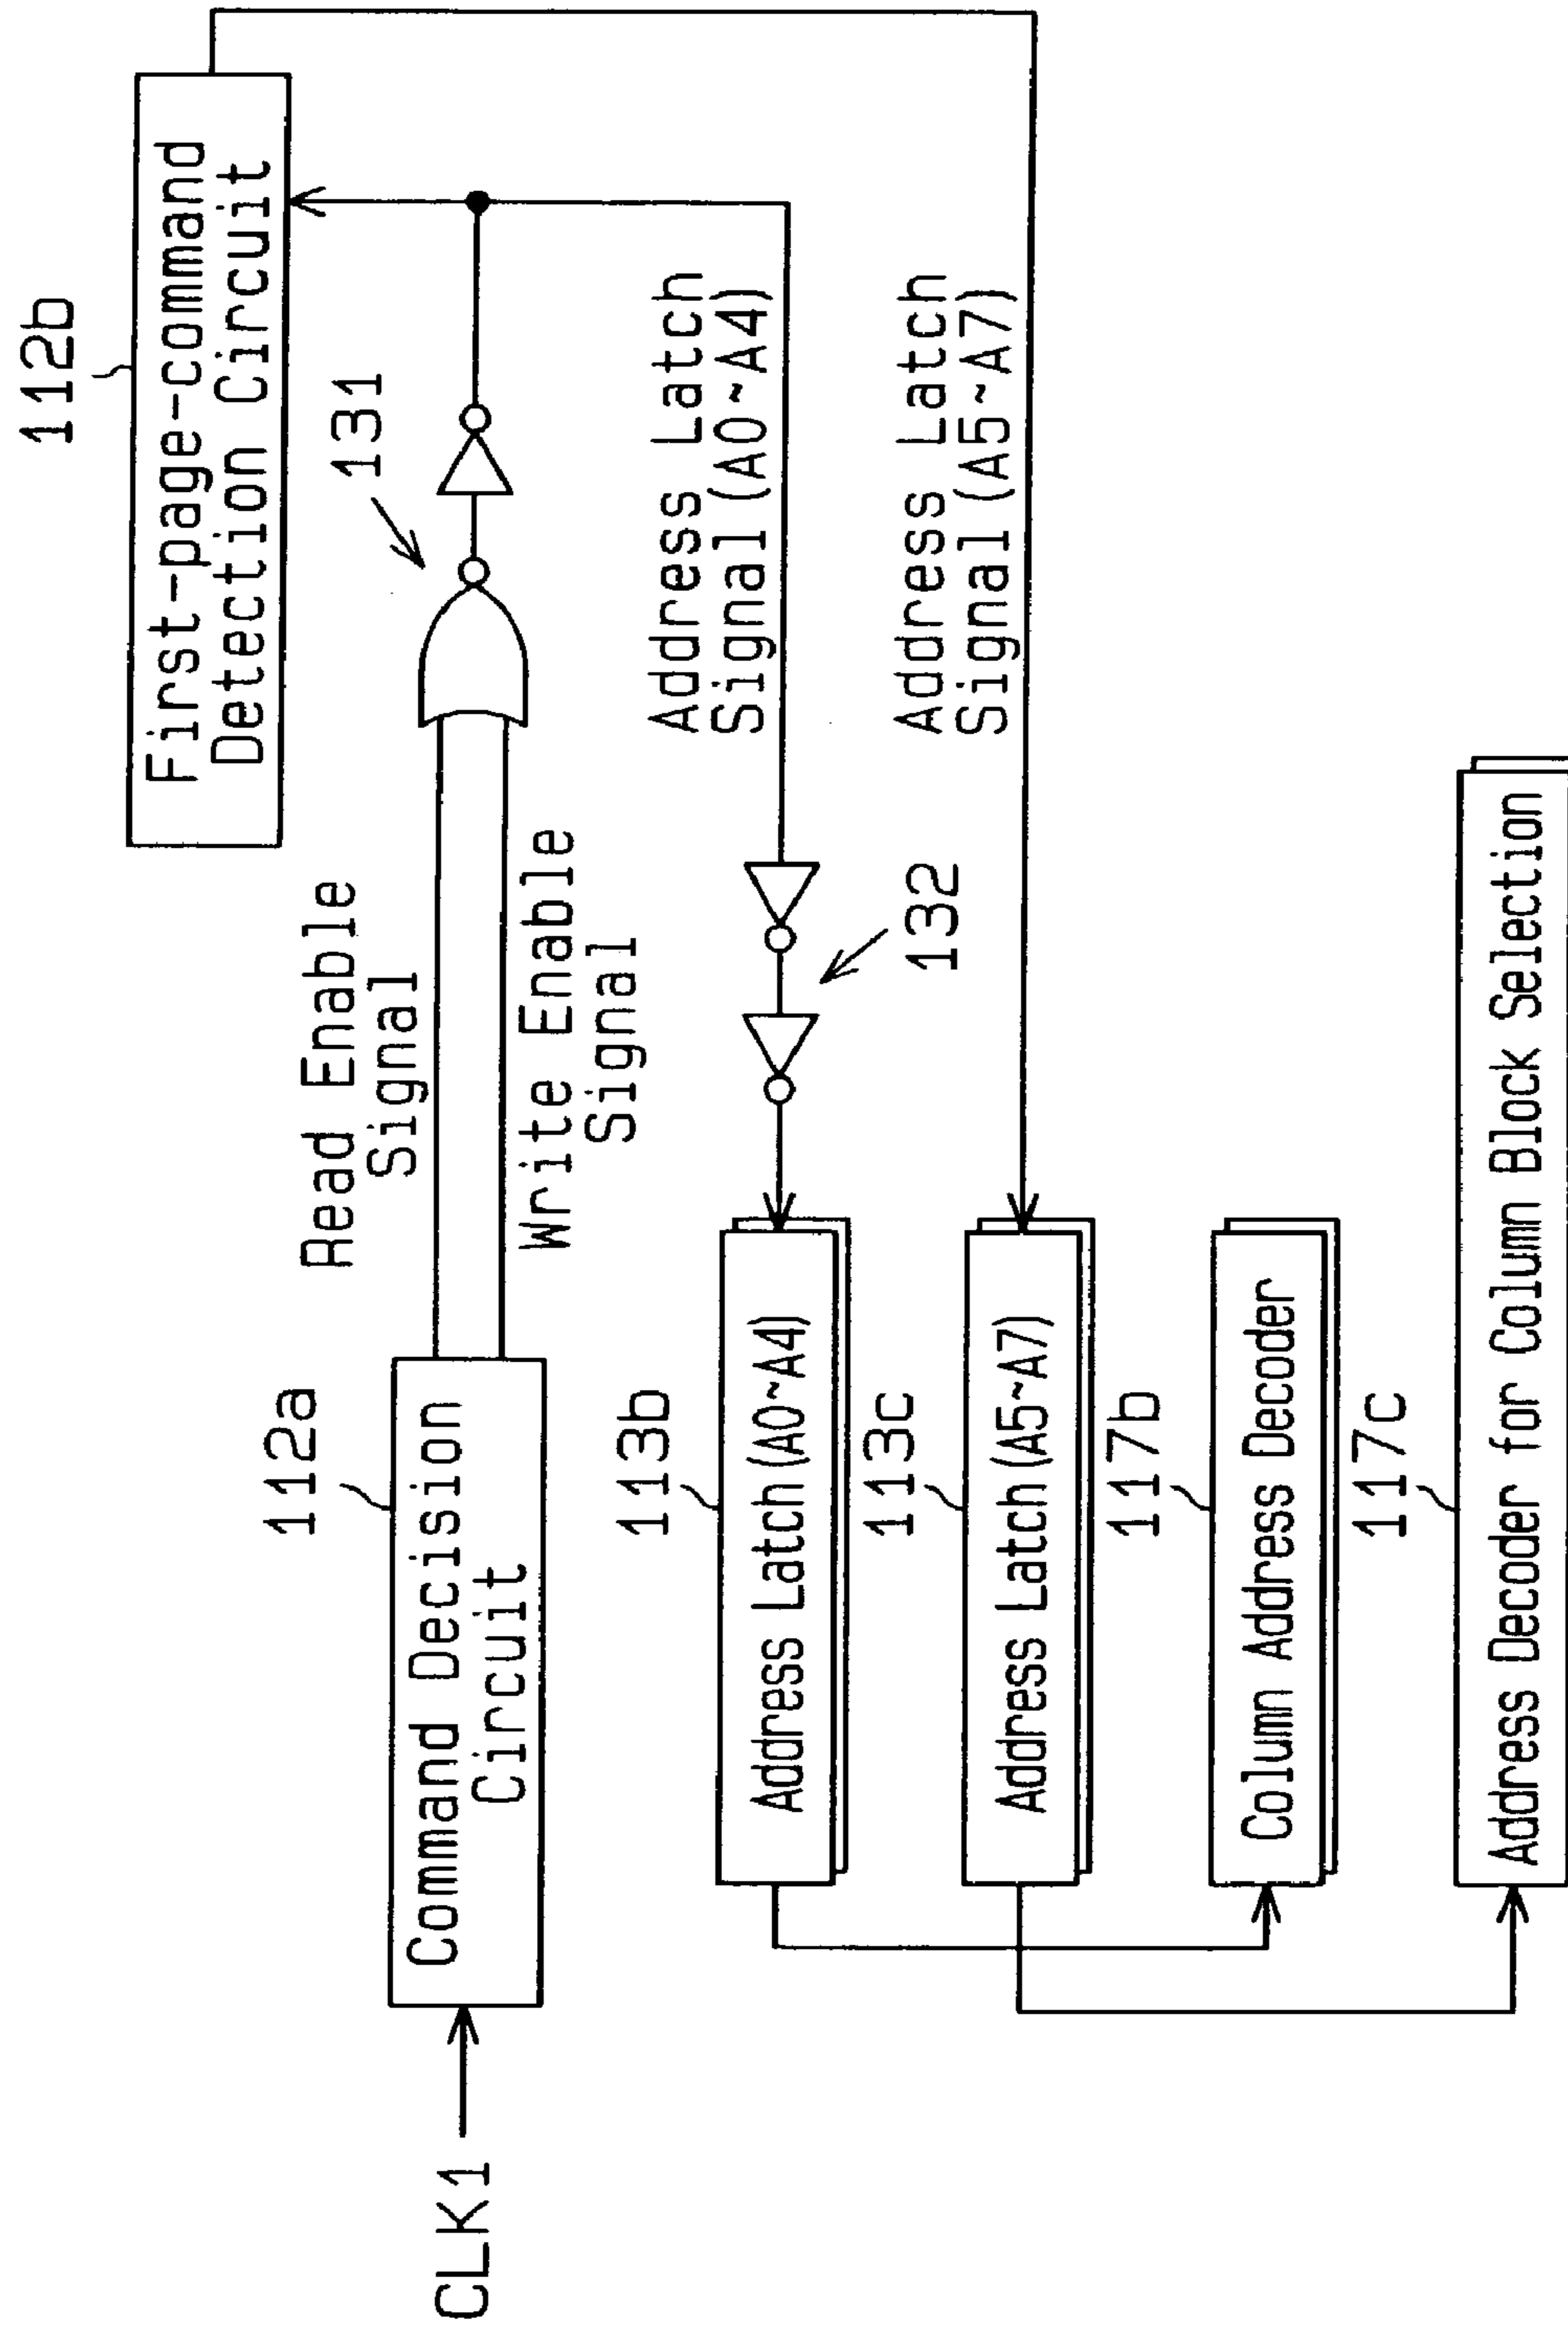 112b
First-page-command
Detection Circuit
131
Read Enable
Signal
112a
Command Decision
Circuit
CLK1
Write Enable
Signal
Address Latch
Signal (A0~A4)
132
113b
Address Latch (A0~A4)
Address Latch
Signal (A5~A7)
113c
Address Latch (A5~A7)
117b
Column Address Decoder
117c
Address Decoder for Column Block Selection